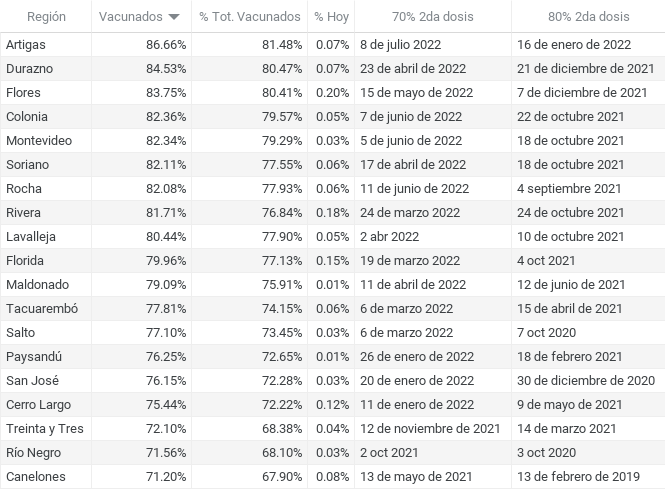 Región Vacunados % Tot. Vacunados % Hoy 70% 2da dosis 80% 2da dosis
Artigas 86.66% 81.48% 0.07% 8 de julio 2022 16 de enero de 2022
Durazno 84.53% 80.47% 0.07% 23 de abril de 2022 21 de diciembre de 2021
Flores 83.75% 80.41% 0.20% 15 de mayo de 2022 7 de diciembre de 2021
Colonia 82.36% 79.57% 0.05% 7 de junio de 2022 22 de octubre 2021
Montevideo 82.34% 79.29% 0.03% 5 de junio de 2022 18 de octubre 2021
Soriano 82.11% 77.55% 0.06% 17 de abril de 2022 18 de octubre 2021
Rocha 82.08% 77.93% 0.06% 11 de junio de 2022 4 septiembre 2021
Rivera 81.71% 76.84% 0.18% 24 de marzo 2022 24 de octubre 2021
Lavalleja 80.44% 77.90% 0.05% 2 abr 2022 10 de octubre 2021
Florida 79.96% 77.13% 0.15% 19 de marzo 2022 4 oct 2021
Maldonado 79.09% 75.91% 0.01% 11 de abril de 2022 12 de junio de 2021
Tacuarembó 77.81% 74.15% 0.06% 6 de marzo 2022 15 de abril de 2021
Salto 77.10% 73.45% 0.03% 6 de marzo 2022 7 oct 2020
Paysandú 76.25% 72.65% 0.01% 26 de enero de 2022 18 de febrero 2021
San José 76.15% 72.28% 0.03% 20 de enero de 2022 30 de diciembre de 2020
Cerro Largo 75.44% 72.22% 0.12% 11 de enero de 2022 9 de mayo de 2021
Treinta y Tres 72.10% 68.38% 0.04% 12 de noviembre de 2021 14 de marzo 2021
Río Negro 71.56% 68.10% 0.03% 2 oct 2021 3 oct 2020
Canelones 71.20% 67.90% 0.08% 13 de mayo de 2021 13 de febrero de 2019